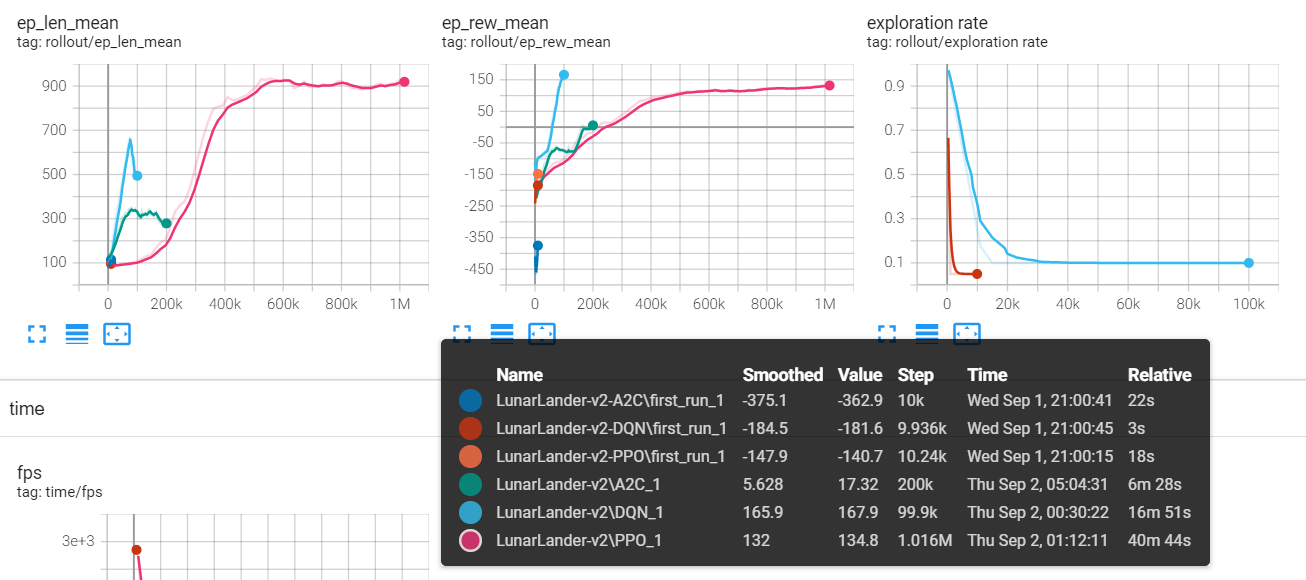 ep_len_mean
tag: rollout/ep_len_mean
900
700
500
300
100
0 200k 400k 600k 800k 1M
ep_rew_mean
tag: rollout/ep_rew_mean
150
50
-50
-150
-250
-350
-450
0 200k 400k 600k 800k 1M
exploration rate
tag: rollout/exploration rate
0.9
0.7
0.5
0.3
0.1
0 20k 40k 60k 80k 100k
Name Smoothed Value Step Time Relative
LunarLander-v2-A2C\first_run_1 -375.1 -362.9 10k Wed Sep 1, 21:00:41 22s
LunarLander-v2-DQN\first_run_1 -184.5 -181.6 9.936k Wed Sep 1, 21:00:45 3s
LunarLander-v2-PPO\first_run_1 -147.9 -140.7 10.24k Wed Sep 1, 21:00:15 18s
LunarLander-v2\A2C_1 5.628 17.32 200k Thu Sep 2, 05:04:31 6m 28s
LunarLander-v2\DQN_1 165.9 167.9 99.9k Thu Sep 2, 00:30:22 16m 51s
LunarLander-v2\PPO_1 132 134.8 1.016M Thu Sep 2, 01:12:11 40m 44s
time
fps
tag: time/fps
3e+3